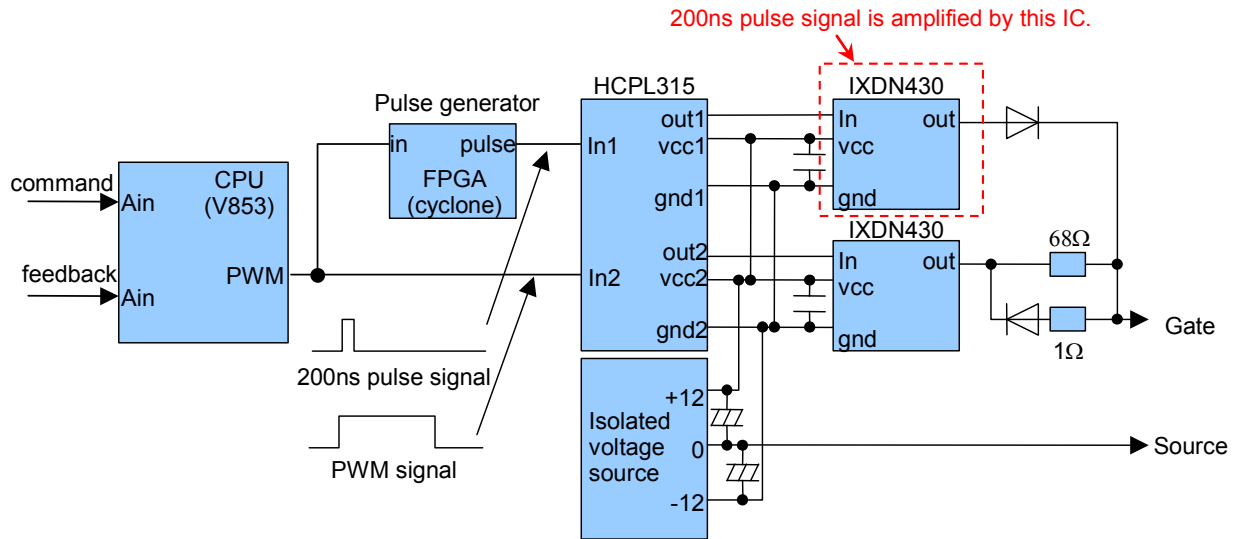 200ns pulse signal is amplified by this IC.
HCPL315
IXDN430
Pulse generator
out1
In
out
in
pulse
In1
vcc1
vcc
FPGA
(cyclone)
command
CPU
(V853)
Ain
gnd1
gnd
IXDN430
68Ω
out2
In
out
feedback
Ain
PWM
In2
vcc2
vcc
gnd2
gnd
1Ω
Gate
200ns pulse signal
+12
Isolated
voltage
source
0
Source
PWM signal
-12